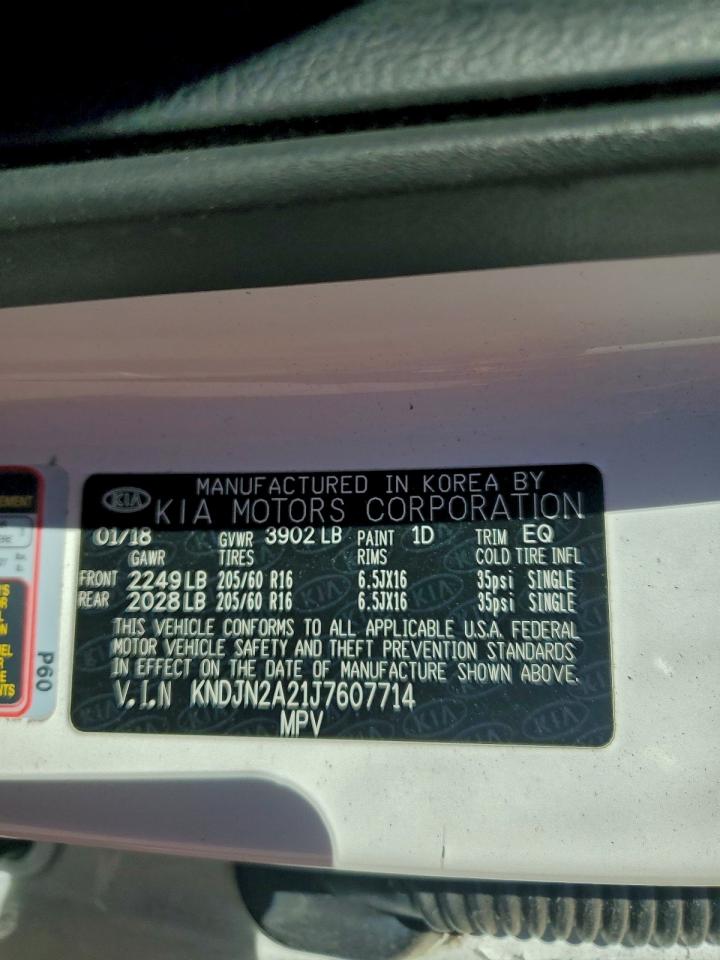 KIA
MANUFACTURED IN KOREA BY
KIA MOTORS CORPORATION
01/18 GVWR 3902 LB PAINT 1D TRIM EQ
GAWR TIRES RIMS COLD TIRE INFL
FRONT 2249 LB 205/60 R16 6.5JX16 35psi SINGLE
REAR 2028 LB 205/60 R16 6.5JX16 35psi SINGLE
THIS VEHICLE CONFORMS TO ALL APPLICABLE U.S.A. FEDERAL
MOTOR VEHICLE SAFETY AND THEFT PREVENTION STANDARDS
IN EFFECT ON THE DATE OF MANUFACTURE SHOWN ABOVE.
V.I.N KNDJN2A21J7607714
MPV
P60